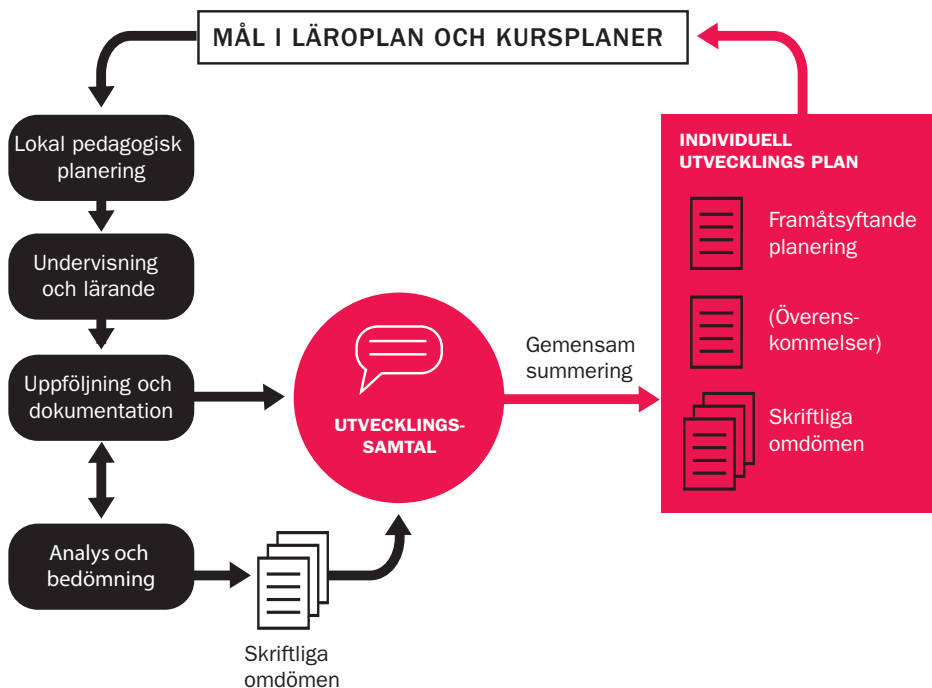 MÅL I LÄROPLAN OCH KURSPLANER
Lokal pedagogisk
planering
Undervisning
och lärande
Uppföljning och
dokumentation
Analys och
bedömning
Skriftliga
omdömen
UTVECKLINGS-
SAMTAL
Gemensam
summering
INDIVIDUELL
UTVECKLINGS PLAN
Framåtsyftande
planering
(Överens-
kommelser)
Skriftliga
omdömen